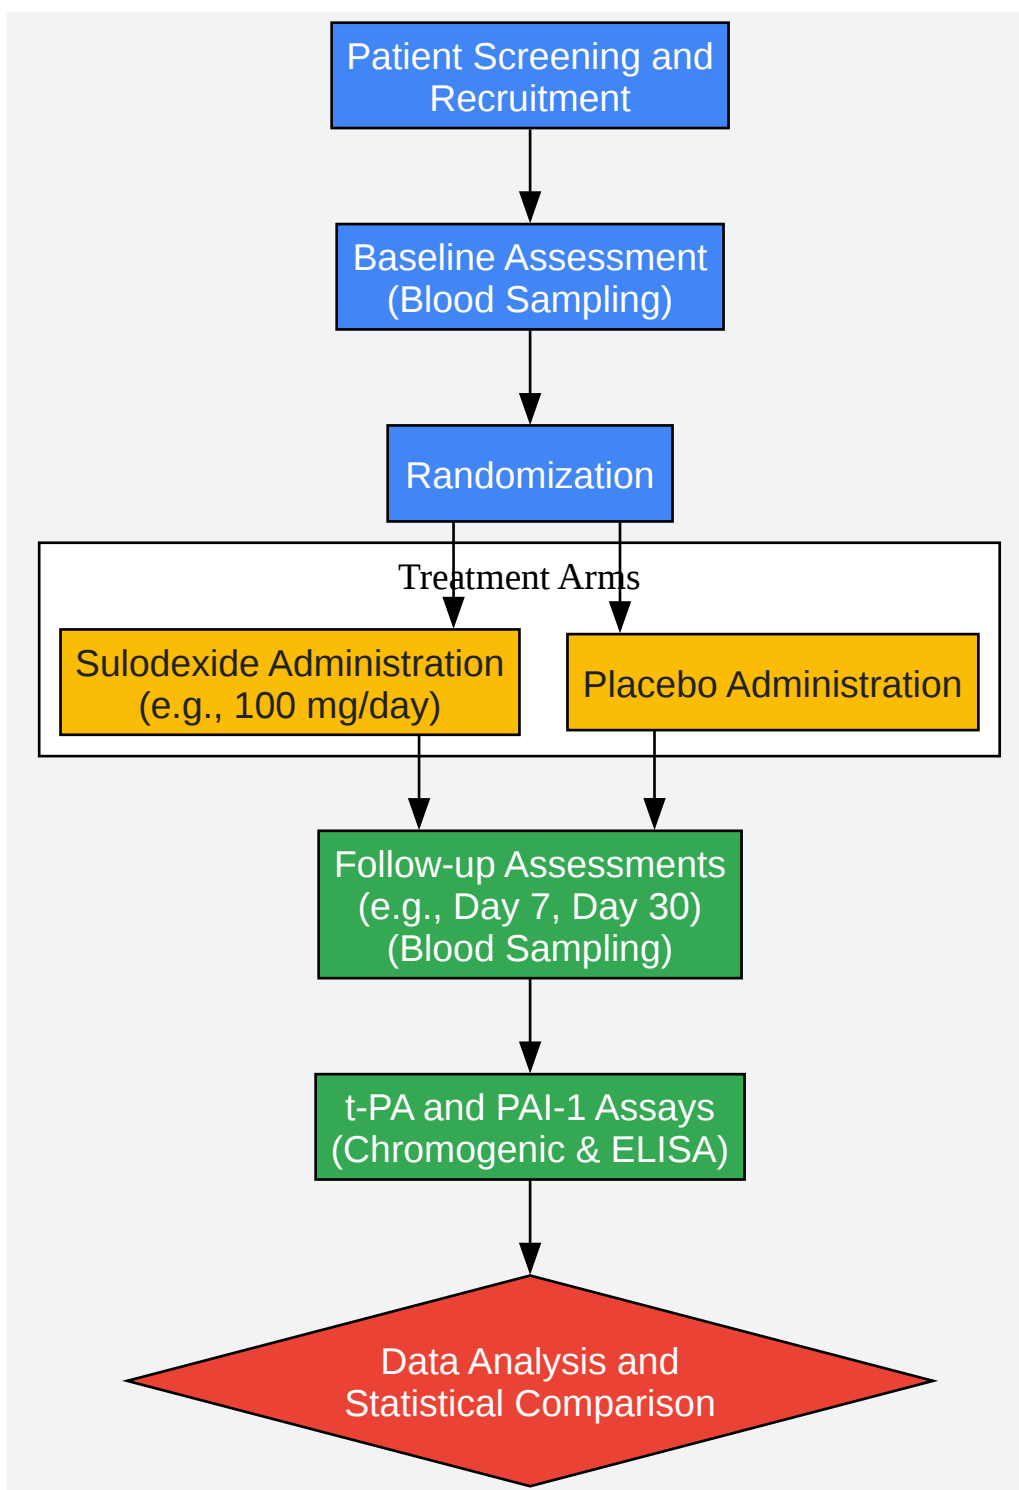 Patient Screening and
Recruitment
Baseline Assessment
(Blood Sampling)
Randomization
Treatment Arms
Sulodexide Administration
(e.g., 100 mg/day)
Placebo Administration
Follow-up Assessments
(e.g., Day 7, Day 30)
(Blood Sampling)
t-PA and PAI-1 Assays
(Chromogenic & ELISA)
Data Analysis and
Statistical Comparison